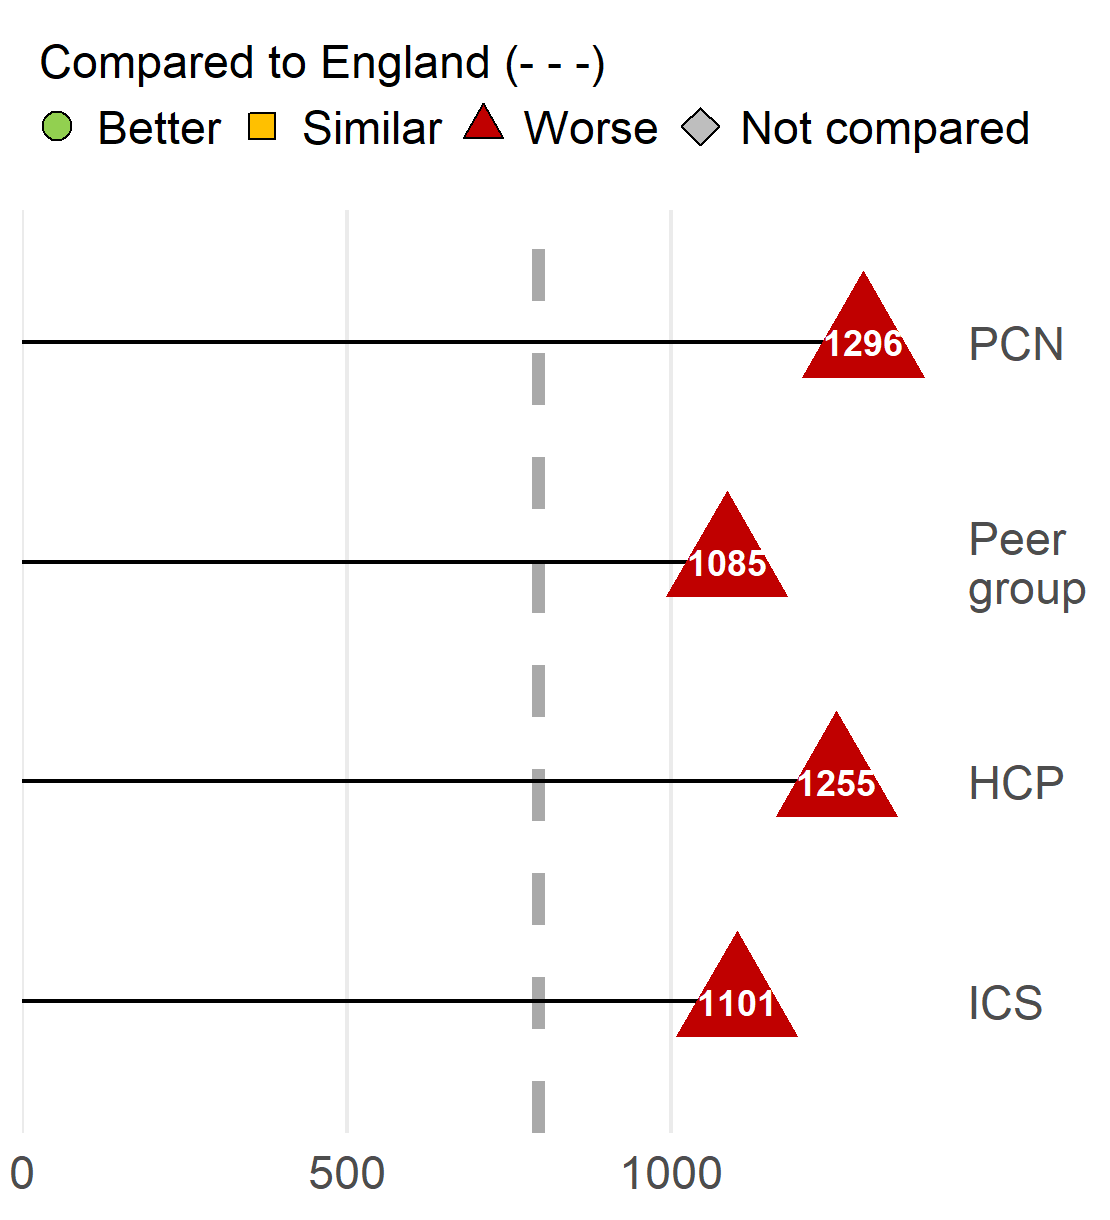 Compared to England (- - -)
Better Similar Worse Not compared
1296 PCN
Peer
1085
group
1255 HCP
1101 ICS
0 500 1000